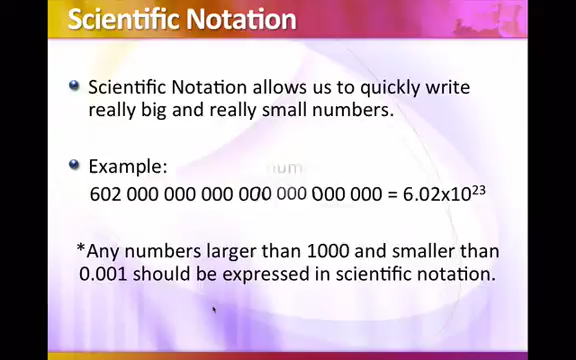 Scientific Notation
Scientific Notation allows us to quickly write
really big and really small numbers.
Example:
602 000 000 000 000 000 000 000 = 6.02x10²³
*Any numbers larger than 1000 and smaller than
0.001 should be expressed in scientific notation.